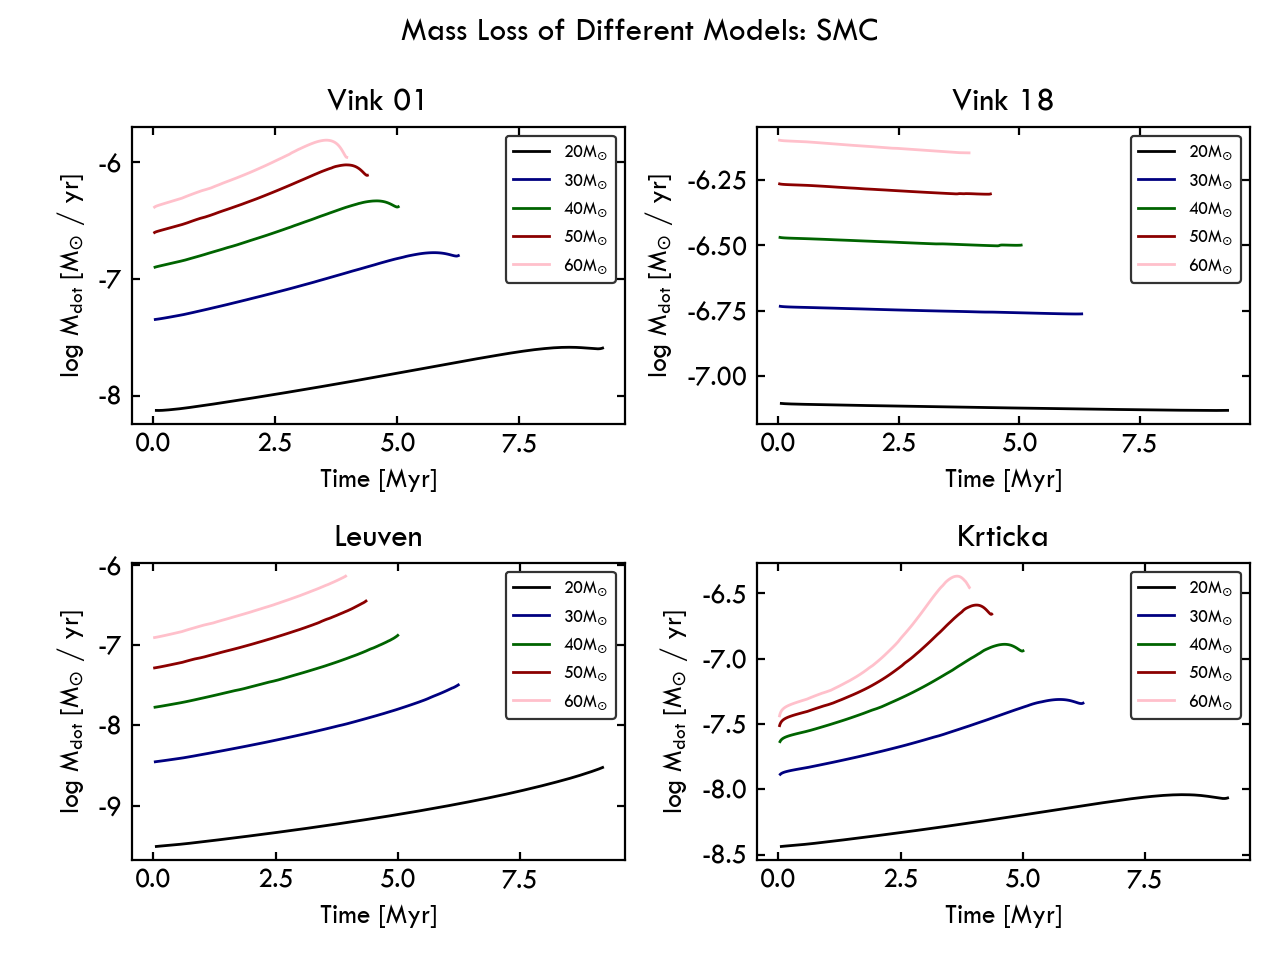 Mass Loss of Different Models: SMC
Vink 01
log M_dot [M☉ / yr]
-6
-7
-8
20M☉
30M☉
40M☉
50M☉
60M☉
0.0 2.5 5.0 7.5
Time [Myr]
Vink 18
log M_dot [M☉ / yr]
-6.25
-6.50
-6.75
-7.00
20M☉
30M☉
40M☉
50M☉
60M☉
0.0 2.5 5.0 7.5
Time [Myr]
Leuven
log M_dot [M☉ / yr]
-6
-7
-8
-9
20M☉
30M☉
40M☉
50M☉
60M☉
0.0 2.5 5.0 7.5
Time [Myr]
Krticka
log M_dot [M☉ / yr]
-6.5
-7.0
-7.5
-8.0
-8.5
20M☉
30M☉
40M☉
50M☉
60M☉
0.0 2.5 5.0 7.5
Time [Myr]